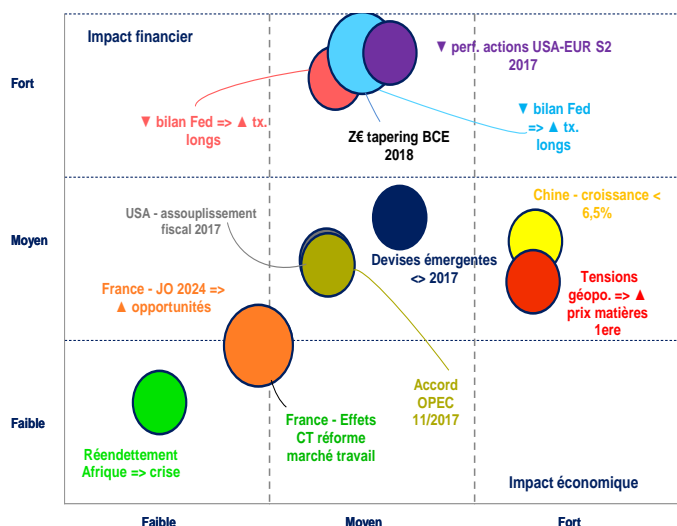 Impact financier
▼ perf. actions USA-EUR S2
2017
Fort
▼ bilan Fed => ▲ tx.
longs
▼ bilan Fed
=> ▲ tx.
longs
Z€ tapering BCE
2018
Chine - croissance <
6,5%
USA - assouplissement
fiscal 2017
Moyen
Devises émergentes
<> 2017
France - JO 2024 =>
▲ opportunités
Tensions
géopo. => ▲
prix matières
1ere
Accord
OPEC
11/2017
Faible
France - Effets
CT réforme
marché travail
Réendettement
Afrique => crise
Impact économique
Faible
Moyen
Fort